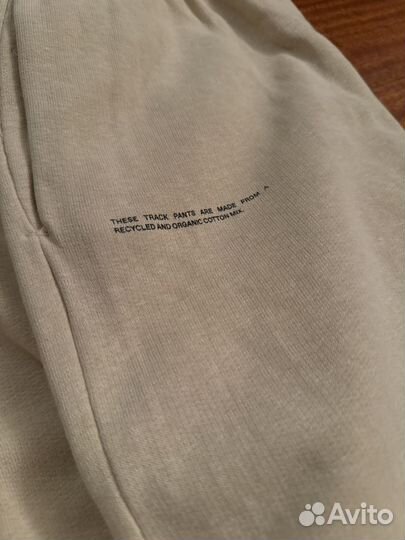 THESE TRACK PANTS ARE MADE FROM A
RECYCLED AND ORGANIC COTTON MIX.
Avito